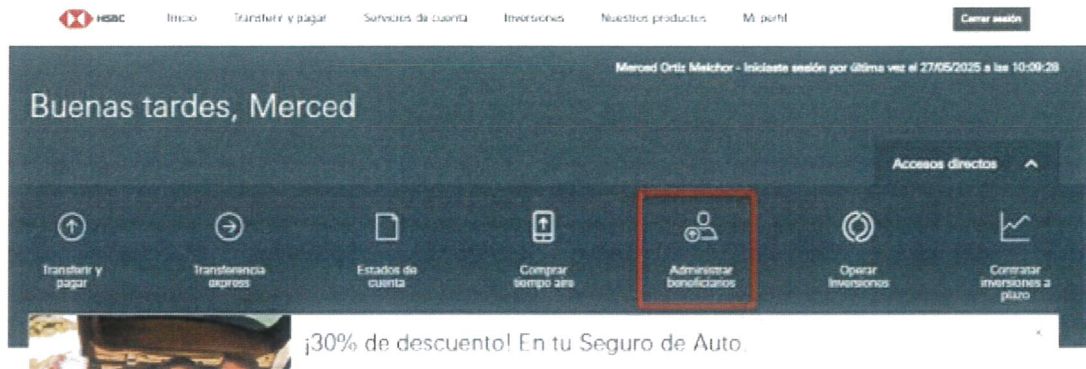 HSBC Inicio Transferir y pagar Servicios de cuenta Inversiones Nuestros productos Mi perfil Cerrar sesión
Merced Ortiz Melchor - Iniciaste sesión por última vez el 27/05/2025 a las 10:09:28
Buenas tardes, Merced
Accesos directos
Transferir y
pagar
Transferencia
express
Estados de
cuenta
Comprar
tiempo aire
Administrar
beneficiarios
Operar
Inversiones
Contratar
inversiones a
plazo
¡30% de descuento! En tu Seguro de Auto.